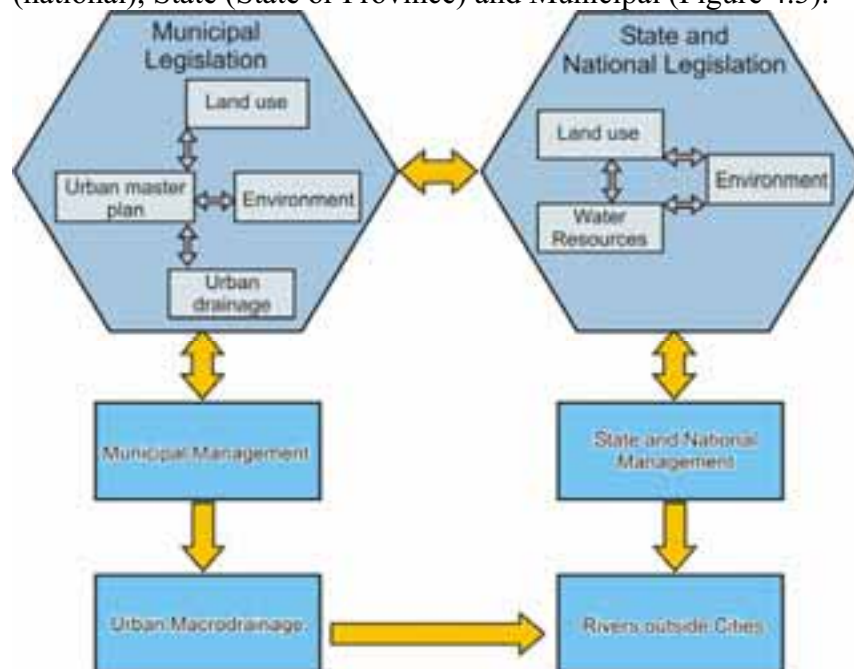 (national), State (State or Province) and Municipal (Figure 4.3).
Municipal
Legislation
Land use
Urban master
plan
Environment
Urban
drainage
State and
National Legislation
Land use
Environment
Water
Resources
Municipal Management
State and National
Management
Urban Macrodrainage
Rivers outside Cities